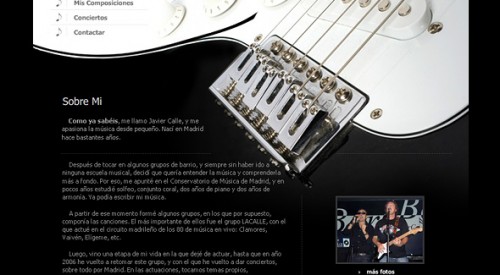 Mis Composiciones
Conciertos
Contactar
Sobre Mi
Como ya sabéis, me llamo Javier Calle, y me
apasiona la música desde pequeño. Nací en Madrid
hace bastantes años.
Después de tocar en algunos grupos de barrio, y siempre sin haber ido a
ninguna escuela musical, decidí que quería entender la música y comprenderla
más a fondo. Por eso, me apunté en el Conservatorio de Música de Madrid, y en
pocos años estudié solfeo, conjunto coral, dos años de piano y dos años de
armonía. Ya podía escribir mi música.
A partir de ese momento formé algunos grupos, en los que por supuesto,
componía las canciones. El más importante de ellos fue el grupo LACALLE, con el
que actué en el circuito madrileño de los 80 de música en vivo: Clamores,
Yaivén, Eligeme, etc.
Luego, vino una etapa de mi vida en la que dejé de actuar, hasta que en año
2006 he vuelto a retomar este grupo, y con el que he vuelto a dar conciertos,
sobre todo por Madrid. En las actuaciones, tocamos temas propios,
más fotos